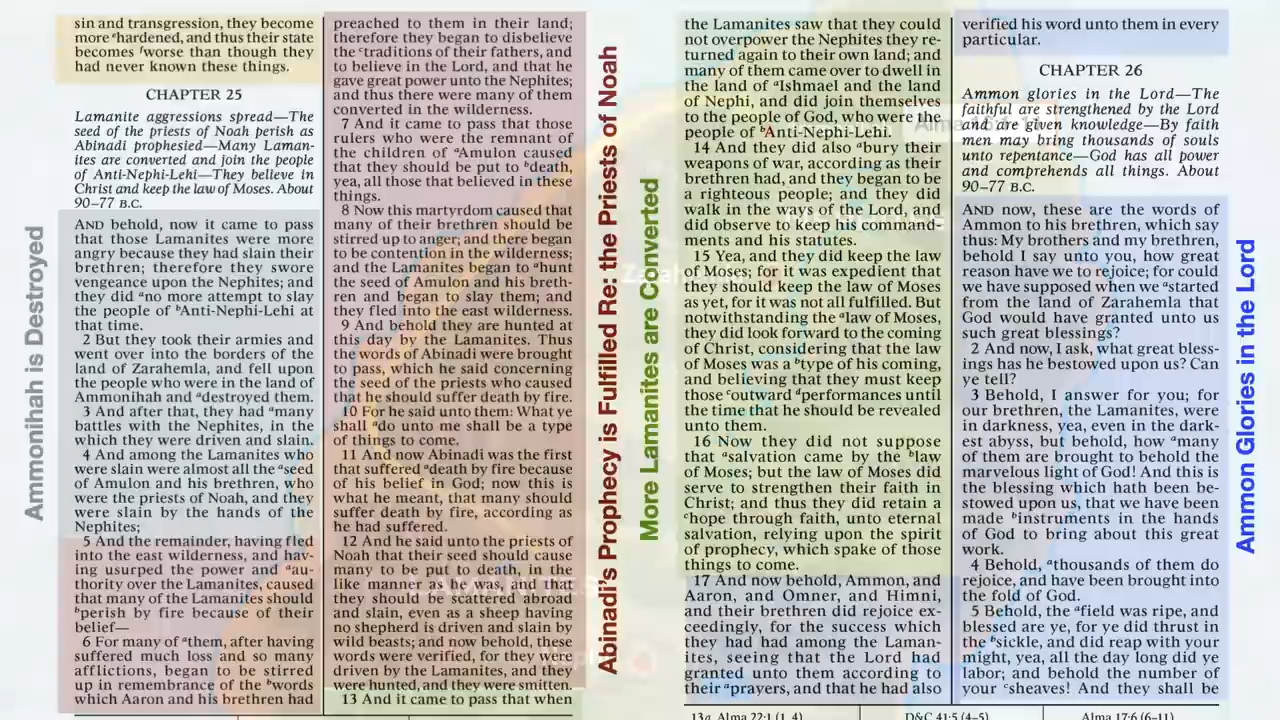 sin and transgression, they become
more ᵃhardened, and thus their state
becomes ᶠworse than though they
had never known these things.
CHAPTER 25
Lamanite aggressions spread—The
seed of the priests of Noah perish as
Abinadi prophesied—Many Laman-
ites are converted and join the people
of Anti-Nephi-Lehi—They believe in
Christ and keep the law of Moses. About
90–77 B.C.
AND behold, now it came to pass
that those Lamanites were more
angry because they had slain their
brethren; therefore they swore
vengeance upon the Nephites; and
they did ᵃno more attempt to slay
the people of ᵇAnti-Nephi-Lehi at
that time.
2 But they took their armies and
went over into the borders of the
land of Zarahemla, and fell upon
the people who were in the land of
Ammonihah and ᵃdestroyed them.
3 And after that, they had ᵃmany
battles with the Nephites, in the
which they were driven and slain.
4 And among the Lamanites who
were slain were almost all the ᵃseed
of Amulon and his brethren, who
were the priests of Noah, and they
were slain by the hands of the
Nephites;
5 And the remainder, having fled
into the east wilderness, and hav-
ing usurped the power and ᵃau-
thority over the Lamanites, caused
that many of the Lamanites should
ᵇperish by fire because of their
belief—
6 For many of ᵃthem, after having
suffered much loss and so many
afflictions, began to be stirred
up in remembrance of the ᵇwords
which Aaron and his brethren had
preached to them in their land;
therefore they began to disbelieve
the ᶜtraditions of their fathers, and
to believe in the Lord, and that he
gave great power unto the Nephites;
and thus there were many of them
converted in the wilderness.
7 And it came to pass that those
rulers who were the remnant of
the children of ᵃAmulon caused
that they should be put to ᵇdeath,
yea, all those that believed in these
things.
8 Now this martyrdom caused that
many of their brethren should be
stirred up to anger; and there began
to be contention in the wilderness;
and the Lamanites began to ᵃhunt
the seed of Amulon and his breth-
ren and began to slay them; and
they fled into the east wilderness.
9 And behold they are hunted at
this day by the Lamanites. Thus
the words of Abinadi were brought
to pass, which he said concerning
the seed of the priests who caused
that he should suffer death by fire.
10 For he said unto them: What ye
shall ᵃdo unto me shall be a type
of things to come.
11 And now Abinadi was the first
that suffered ᵃdeath by fire because
of his belief in God; now this is
what he meant, that many should
suffer death by fire, according as
he had suffered.
12 And he said unto the priests of
Noah that their seed should cause
many to be put to death, in the
like manner as he was, and that
they should be scattered abroad
and slain, even as a sheep having
no shepherd is driven and slain by
wild beasts; and now behold, these
words were verified, for they were
driven by the Lamanites, and they
were hunted, and they were smitten.
13 And it came to pass that when
the Lamanites saw that they could
not overpower the Nephites they re-
turned again to their own land; and
many of them came over to dwell in
the land of ᵃIshmael and the land
of Nephi, and did join themselves
to the people of God, who were the
people of ᵇAnti-Nephi-Lehi.
14 And they did also ᵃbury their
weapons of war, according as their
brethren had, and they began to be
a righteous people; and they did
walk in the ways of the Lord, and
did observe to keep his command-
ments and his statutes.
15 Yea, and they did keep the law
of Moses; for it was expedient that
they should keep the law of Moses
as yet, for it was not all fulfilled. But
notwithstanding the ᵃlaw of Moses,
they did look forward to the coming
of Christ, considering that the law
of Moses was a ᵇtype of his coming,
and believing that they must keep
those ᶜoutward ᵈperformances until
the time that he should be revealed
unto them.
16 Now they did not suppose
that ᵃsalvation came by the ᵇlaw
of Moses; but the law of Moses did
serve to strengthen their faith in
Christ; and thus they did retain a
ᶜhope through faith, unto eternal
salvation, relying upon the spirit
of prophecy, which spake of those
things to come.
17 And now behold, Ammon, and
Aaron, and Omner, and Himni,
and their brethren did rejoice ex-
ceedingly, for the success which
they had had among the Laman-
ites, seeing that the Lord had
granted unto them according to
their ᵃprayers, and that he had also
verified his word unto them in every
particular.
CHAPTER 26
Ammon glories in the Lord—The
faithful are strengthened by the Lord
and are given knowledge—By faith
men may bring thousands of souls
unto repentance—God has all power
and comprehends all things. About
90–77 B.C.
AND now, these are the words of
Ammon to his brethren, which say
thus: My brothers and my brethren,
behold I say unto you, how great
reason have we to rejoice; for could
we have supposed when we ᵃstarted
from the land of Zarahemla that
God would have granted unto us
such great blessings?
2 And now, I ask, what great bless-
ings has he bestowed upon us? Can
ye tell?
3 Behold, I answer for you; for
our brethren, the Lamanites, were
in darkness, yea, even in the dark-
est abyss, but behold, how ᵃmany
of them are brought to behold the
marvelous light of God! And this is
the blessing which hath been be-
stowed upon us, that we have been
made ᵇinstruments in the hands
of God to bring about this great
work.
4 Behold, ᵃthousands of them do
rejoice, and have been brought into
the fold of God.
5 Behold, the ᵃfield was ripe, and
blessed are ye, for ye did thrust in
the ᵇsickle, and did reap with your
might, yea, all the day long did ye
labor; and behold the number of
your ᶜsheaves! And they shall be
13a Alma 22:1 (1, 4)
D&C 41:5 (4–5)
Alma 17:6 (6–11)
Ammonihah is Destroyed
Abinadi's Prophecy is Fulfilled Re: the Priests of Noah
More Lamanites are Converted
Ammon Glories in the Lord
LAMANITES